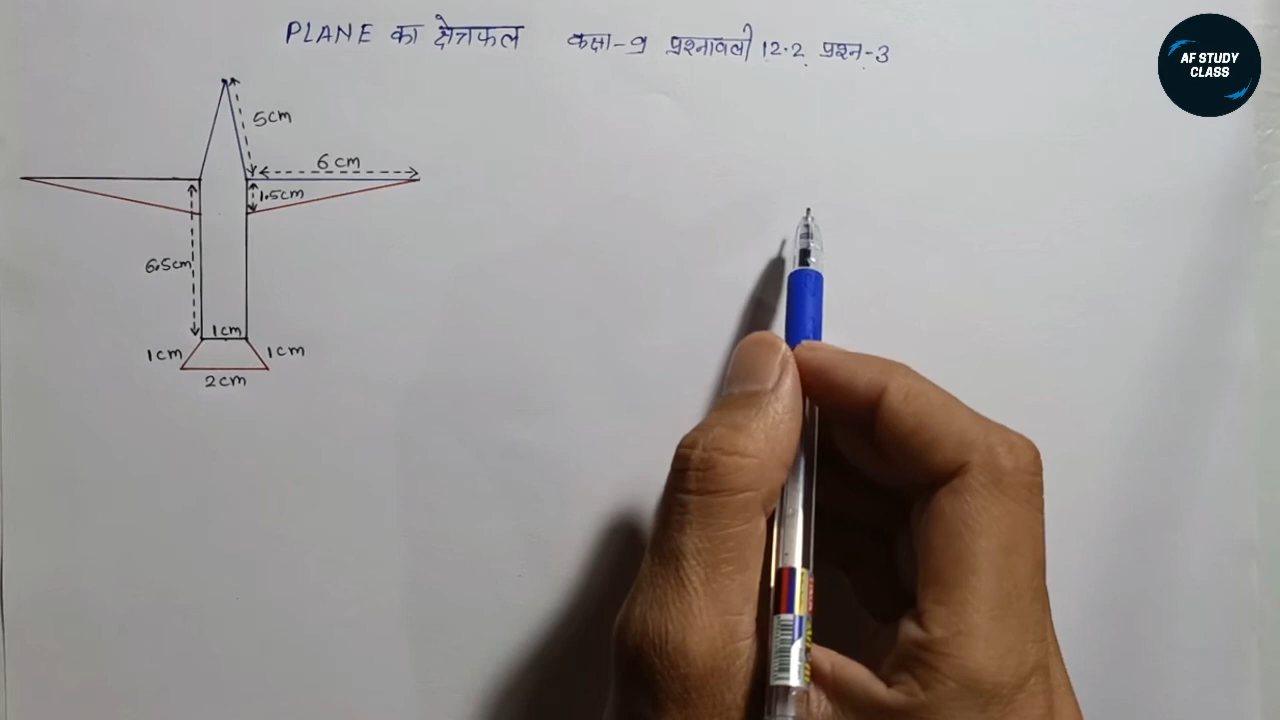 PLANE का क्षेत्रफल कक्षा-9 प्रश्नावली 12.2 प्रश्न-3
AF STUDY
CLASS
5cm
6 cm
1.5cm
6.5cm
1cm
1cm
1cm
2cm